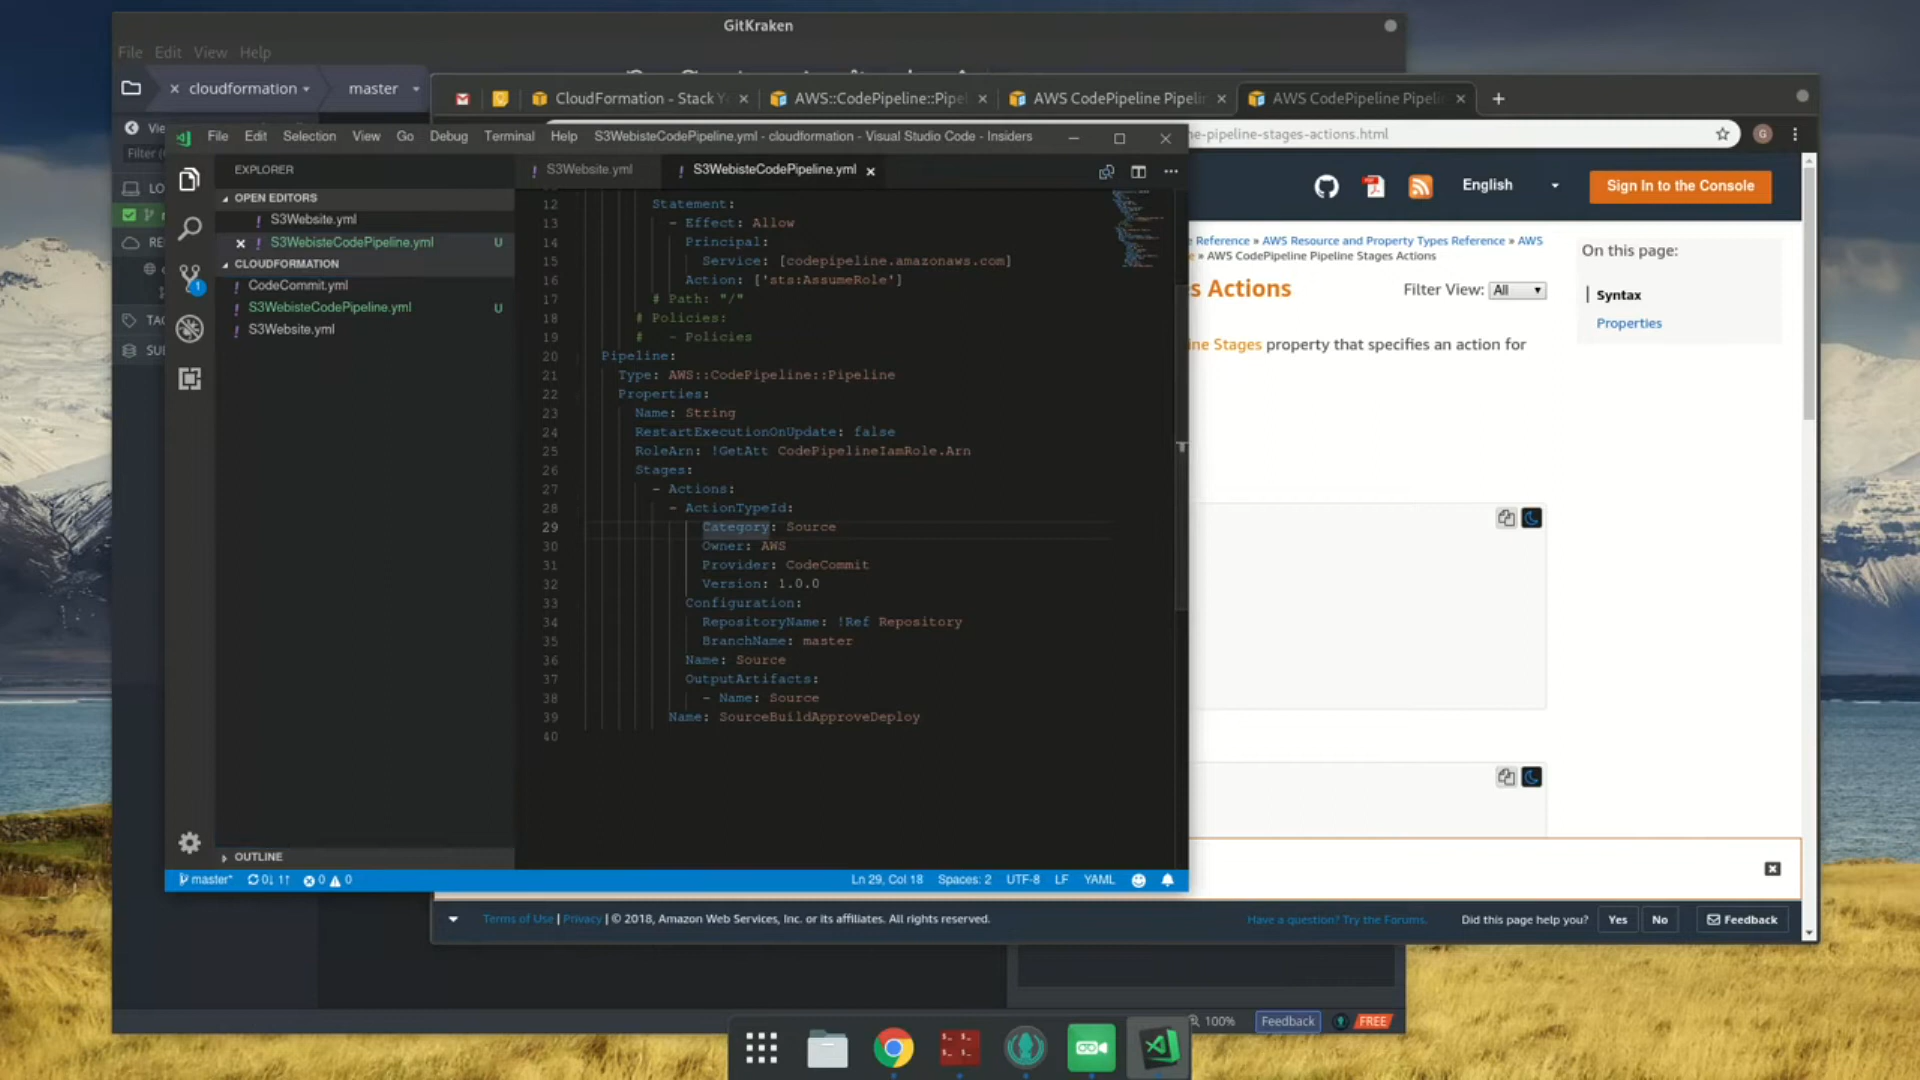 GitKraken
File Edit View Help
cloudformation
master
CloudFormation - Stack
AWS::CodePipeline::Pipel
AWS CodePipeline Pipeli
AWS CodePipeline Pipeli
File Edit Selection View Go Debug Terminal Help S3WebisteCodePipeline.yml - cloudformation - Visual Studio Code - Insiders
e-pipeline-stages-actions.html
EXPLORER
S3Website.yml
S3WebisteCodePipeline.yml
OPEN EDITORS
S3Website.yml
S3WebisteCodePipeline.yml U
CLOUDFORMATION
CodeCommit.yml
S3WebisteCodePipeline.yml U
S3Website.yml
OUTLINE
12 Statement:
13 - Effect: Allow
14 Principal:
15 Service: [codepipeline.amazonaws.com]
16 Action: ['sts:AssumeRole']
17 # Path: "/"
18 # Policies:
19 # - Policies
20 Pipeline:
21 Type: AWS::CodePipeline::Pipeline
22 Properties:
23 Name: String
24 RestartExecutionOnUpdate: false
25 RoleArn: !GetAtt CodePipelineIamRole.Arn
26 Stages:
27 - Actions:
28 - ActionTypeId:
29 Category: Source
30 Owner: AWS
31 Provider: CodeCommit
32 Version: 1.0.0
33 Configuration:
34 RepositoryName: !Ref Repository
35 BranchName: master
36 Name: Source
37 OutputArtifacts:
38 - Name: Source
39 Name: SourceBuildApproveDeploy
40
master* 0↓ 1↑ 0 0 Ln 29, Col 18 Spaces: 2 UTF-8 LF YAML
English
Sign In to the Console
Reference » AWS Resource and Property Types Reference » AWS
» AWS CodePipeline Pipeline Stages Actions
s Actions
Filter View: All
ine Stages property that specifies an action for
On this page:
Syntax
Properties
Terms of Use | Privacy | © 2018, Amazon Web Services, Inc. or its affiliates. All rights reserved.
Have a question? Try the Forums.
Did this page help you? Yes No Feedback
100% Feedback FREE